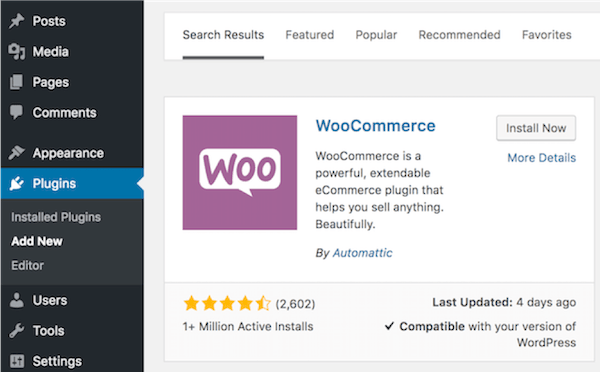 Posts
Media
Pages
Comments
Appearance
Plugins
Installed Plugins
Add New
Editor
Users
Tools
Settings
Search Results Featured Popular Recommended Favorites
Woo
WooCommerce
Install Now
More Details
WooCommerce is a
powerful, extendable
eCommerce plugin that
helps you sell anything.
Beautifully.
By Automattic
(2,602)
1+ Million Active Installs
Last Updated: 4 days ago
Compatible with your version of
WordPress